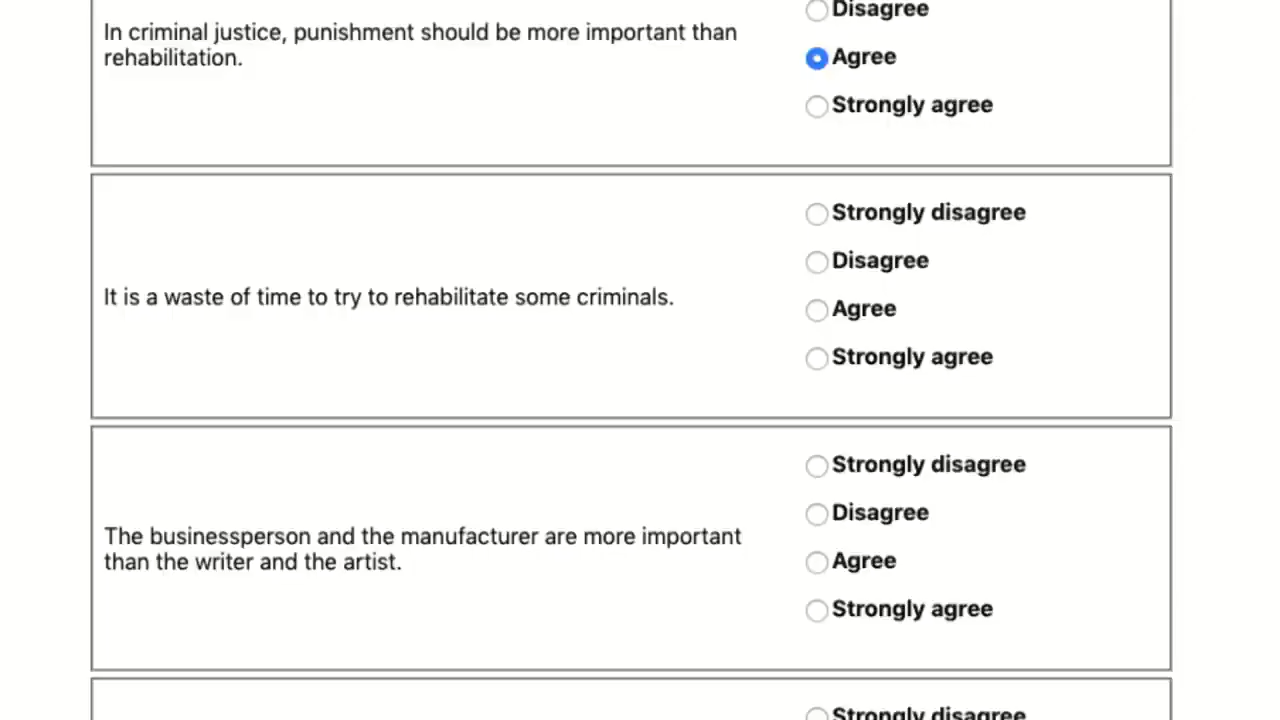 Disagree
In criminal justice, punishment should be more important than
rehabilitation.
Agree
Strongly agree
Strongly disagree
Disagree
It is a waste of time to try to rehabilitate some criminals.
Agree
Strongly agree
Strongly disagree
Disagree
The businessperson and the manufacturer are more important
than the writer and the artist.
Agree
Strongly agree
Strongly disagree